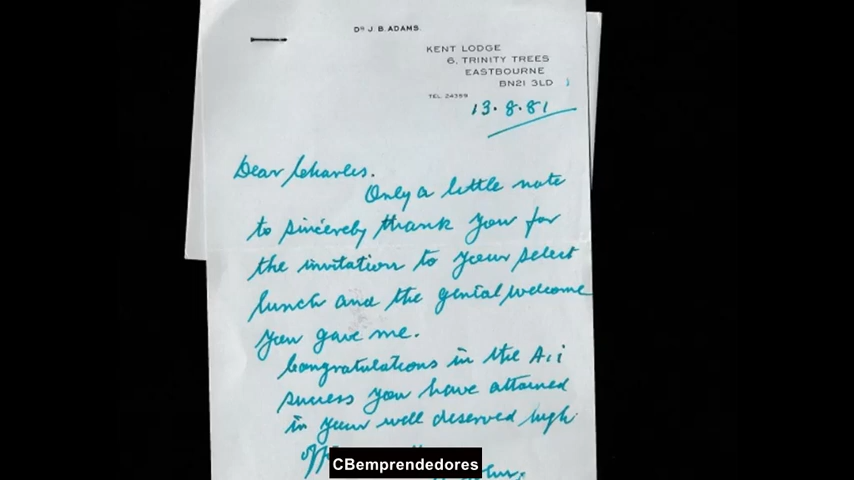 DR J. B. ADAMS.
KENT LODGE
6, TRINITY TREES
EASTBOURNE
BN21 3LD
TEL. 24399
13.8.81
Dear Charles.
Only a little note
to sincerely thank you for
the invitation to your select
lunch and the genial welcome
you gave me.
Congratulations in the A.1
success you have attained
in your well deserved high
CBemprendedores